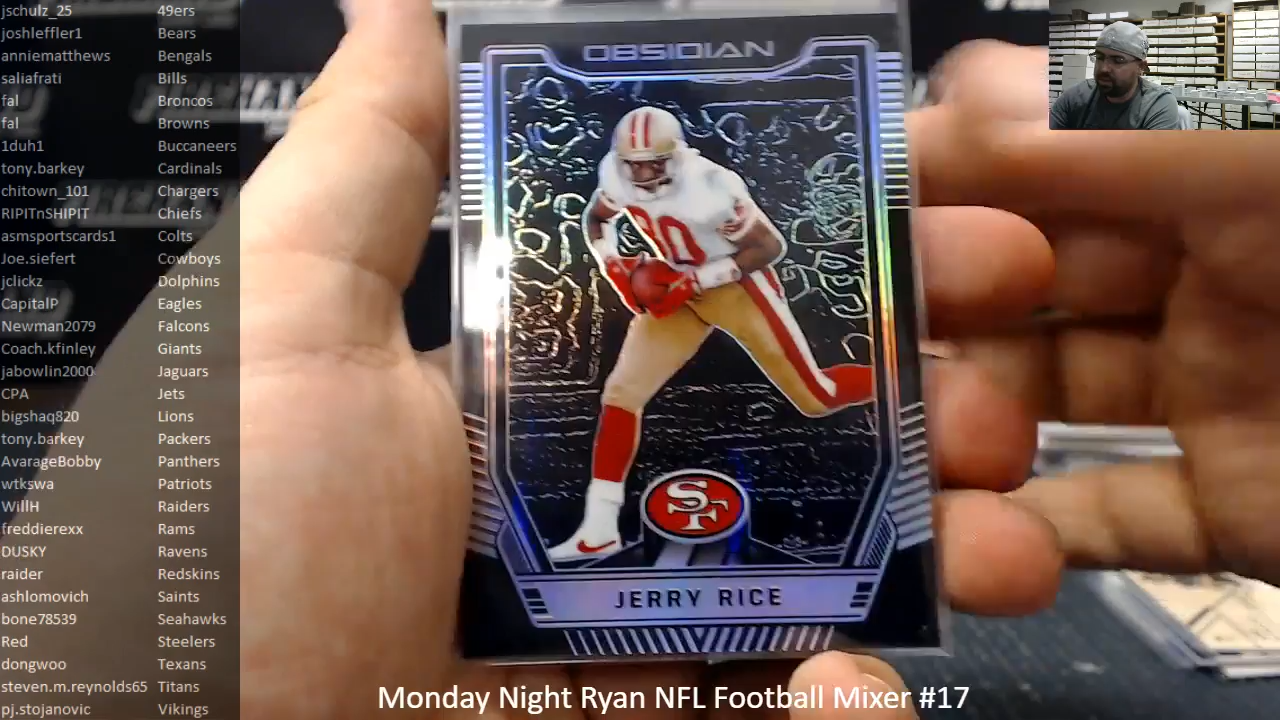 jschulz_25 49ers
joshleffler1 Bears
anniematthews Bengals
saliafrati Bills
fal Broncos
fal Browns
1duh1 Buccaneers
tony.barkey Cardinals
chitown_101 Chargers
RIPITnSHIPIT Chiefs
asmsportscards1 Colts
Joe.siefert Cowboys
jclickz Dolphins
CapitalP Eagles
Newman2079 Falcons
Coach.kfinley Giants
jabowlin2000 Jaguars
CPA Jets
bigshaq820 Lions
tony.barkey Packers
AvarageBobby Panthers
wtkswa Patriots
WillH Raiders
freddierexx Rams
DUSKY Ravens
raider Redskins
ashlomovich Saints
bone78539 Seahawks
Red Steelers
dongwoo Texans
steven.m.reynolds65 Titans
pj.stojanovic Vikings
OBSIDIAN
80
SF
JERRY RICE
Monday Night Ryan NFL Football Mixer #17